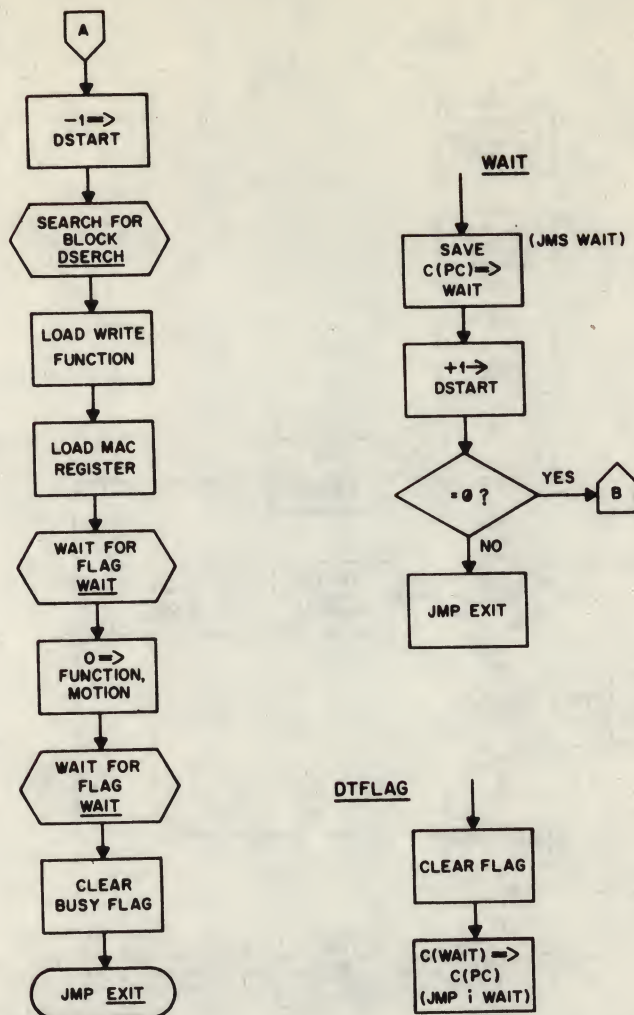 A
-1=>
DSTART
SEARCH FOR
BLOCK
DSERCH
LOAD WRITE
FUNCTION
LOAD MAC
REGISTER
WAIT FOR
FLAG
WAIT
0=>
FUNCTION,
MOTION
WAIT FOR
FLAG
WAIT
CLEAR
BUSY FLAG
JMP EXIT
WAIT
SAVE
C(PC)=>
WAIT
(JMS WAIT)
+1→
DSTART
=0?
YES
B
NO
JMP EXIT
DTFLAG
CLEAR FLAG
C(WAIT)=>
C(PC)
(JMP i WAIT)